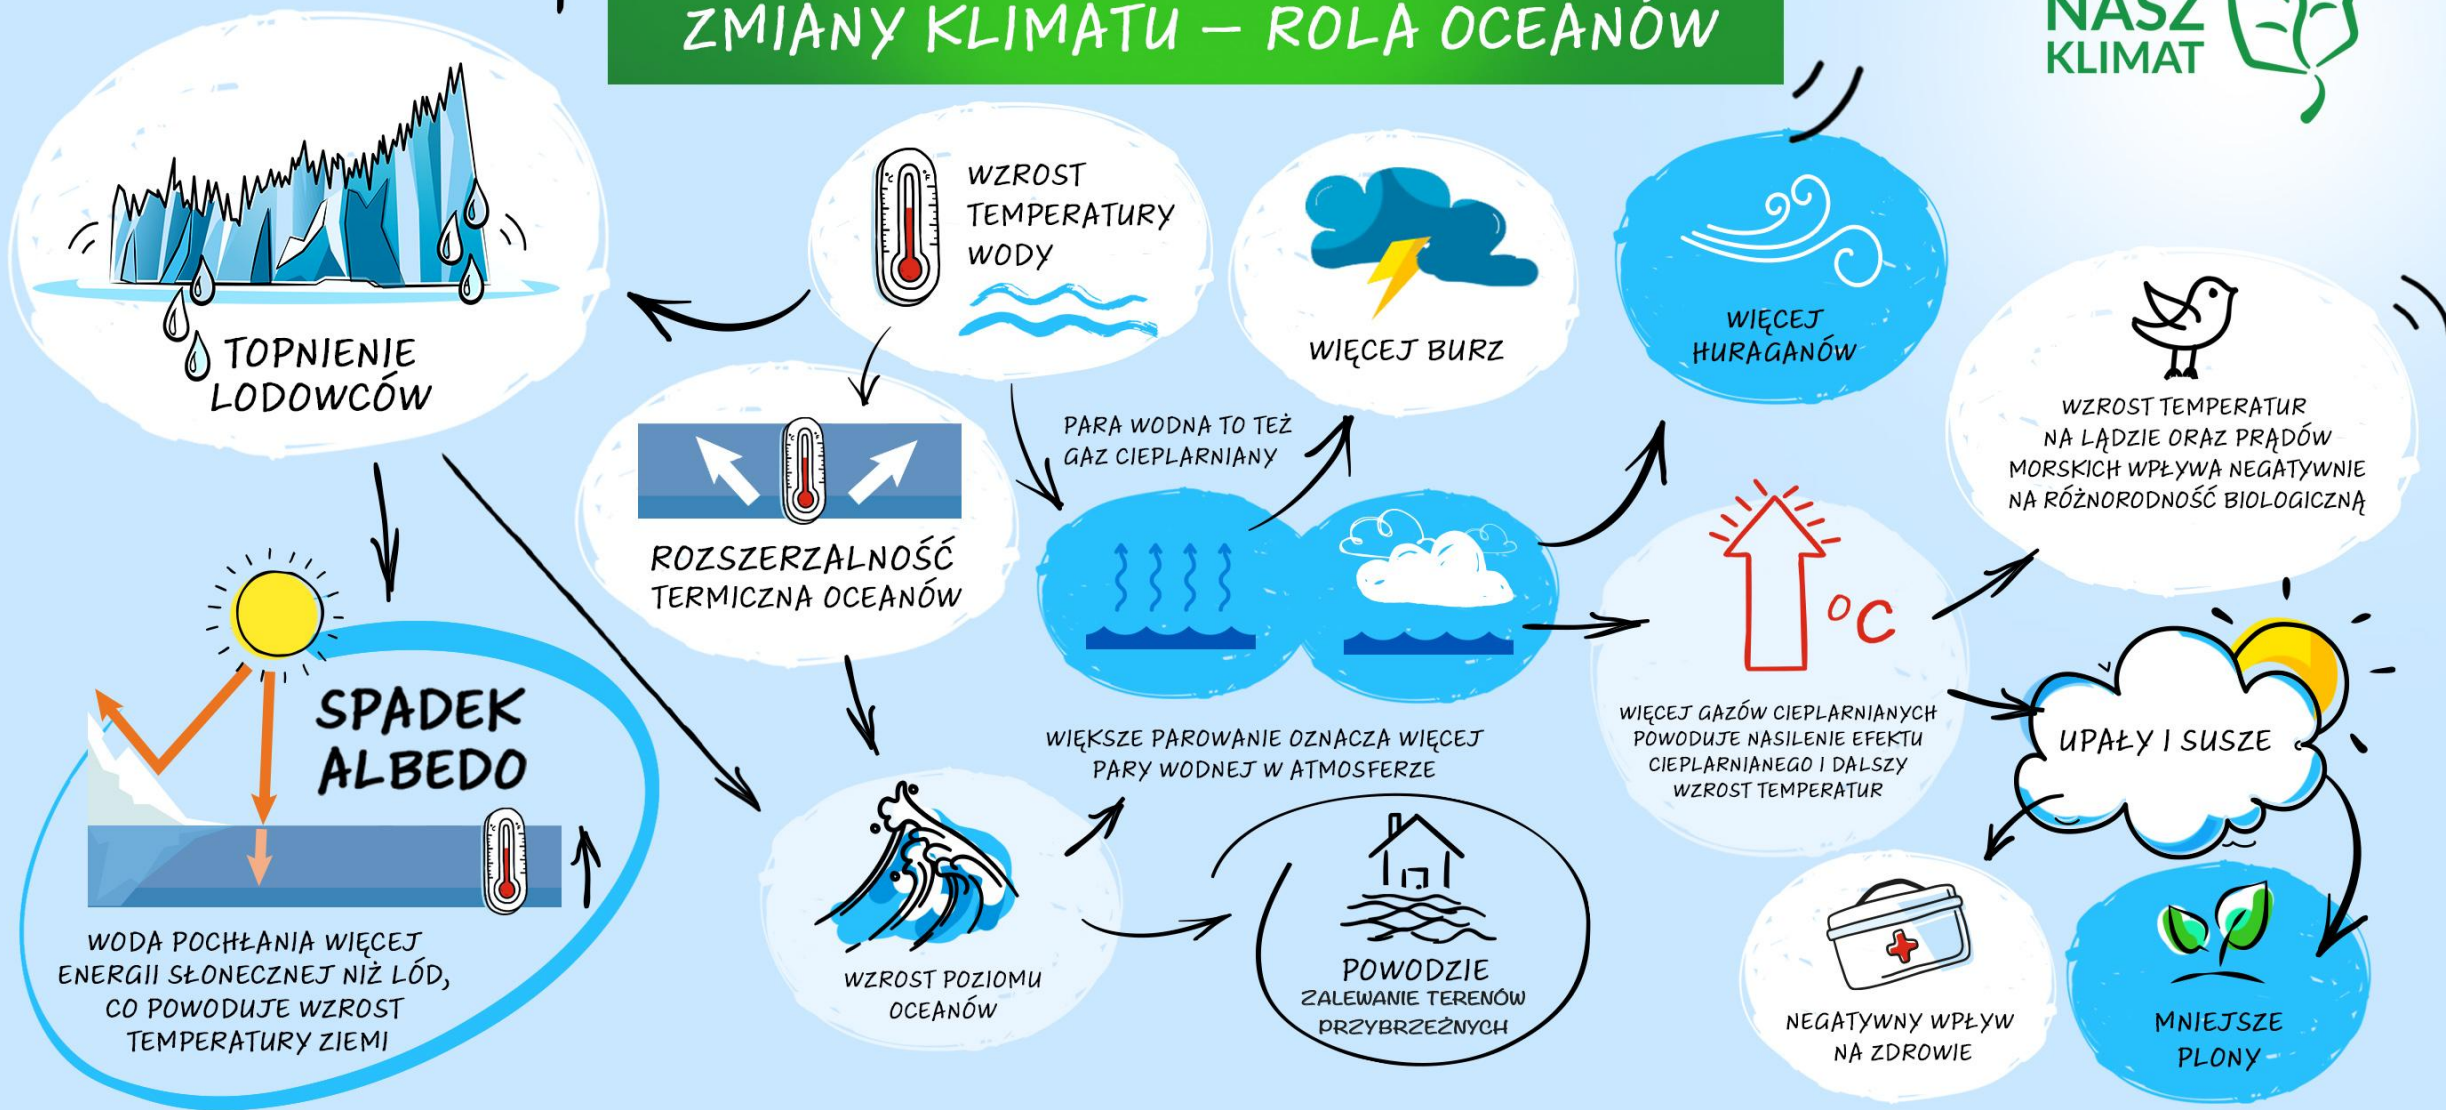 ZMIANY KLIMATU – ROLA OCEANÓW
NASZ
KLIMAT
TOPNIENIE
LODOWCÓW
WZROST
TEMPERATURY
WODY
WIĘCEJ BURZ
WIĘCEJ
HURAGANÓW
WZROST TEMPERATUR
NA LĄDZIE ORAZ PRĄDÓW
MORSKICH WPŁYWA NEGATYWNIE
NA RÓŻNORODNOŚĆ BIOLOGICZNĄ
PARA WODNA TO TEŻ
GAZ CIEPLARNIANY
ROZSZERZALNOŚĆ
TERMICZNA OCEANÓW
°C
WIĘCEJ GAZÓW CIEPLARNIANYCH
POWODUJE NASILENIE EFEKTU
CIEPLARNIANEGO I DALSZY
WZROST TEMPERATUR
UPAŁY I SUSZE
SPADEK
ALBEDO
WIĘKSZE PAROWANIE OZNACZA WIĘCEJ
PARY WODNEJ W ATMOSFERZE
WODA POCHŁANIA WIĘCEJ
ENERGII SŁONECZNEJ NIŻ LÓD,
CO POWODUJE WZROST
TEMPERATURY ZIEMI
WZROST POZIOMU
OCEANÓW
POWODZIE
ZALEWANIE TERENÓW
PRZYBRZEŻNYCH
NEGATYWNY WPŁYW
NA ZDROWIE
MNIEJSZE
PLONY